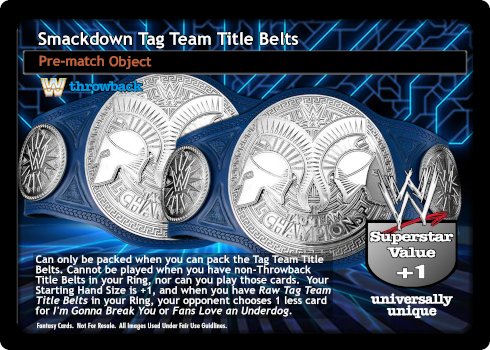 Smackdown Tag Team Title Belts
Pre-match Object
W throwback
TAG TEAM
CHAMPIONS
Superstar
Value
+1
Can only be packed when you can pack the Tag Team Title
Belts. Cannot be played when you have non-Throwback
Title Belts in your Ring, nor can you play those cards. Your
Starting Hand Size is +1, and when you have Raw Tag Team
Title Belts in your Ring, your opponent chooses 1 less card
for I'm Gonna Break You or Fans Love an Underdog.
universally
unique
Fantasy Cards. Not For Resale. All Images Used Under Fair Use Guidlines.